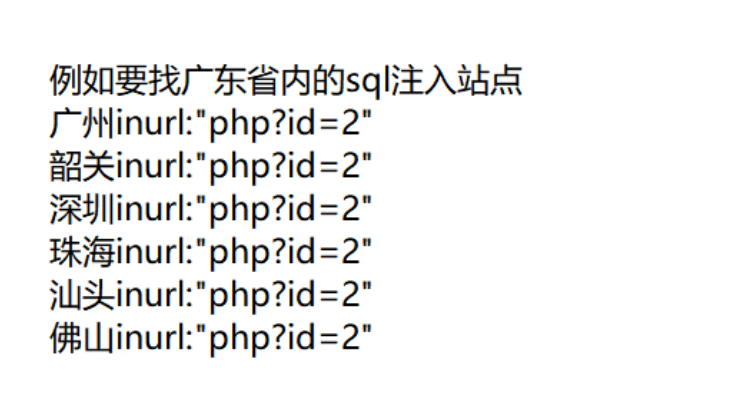 例如要找广东省内的sql注入站点
广州inurl:"php?id=2"
韶关inurl:"php?id=2"
深圳inurl:"php?id=2"
珠海inurl:"php?id=2"
汕头inurl:"php?id=2"
佛山inurl:"php?id=2"